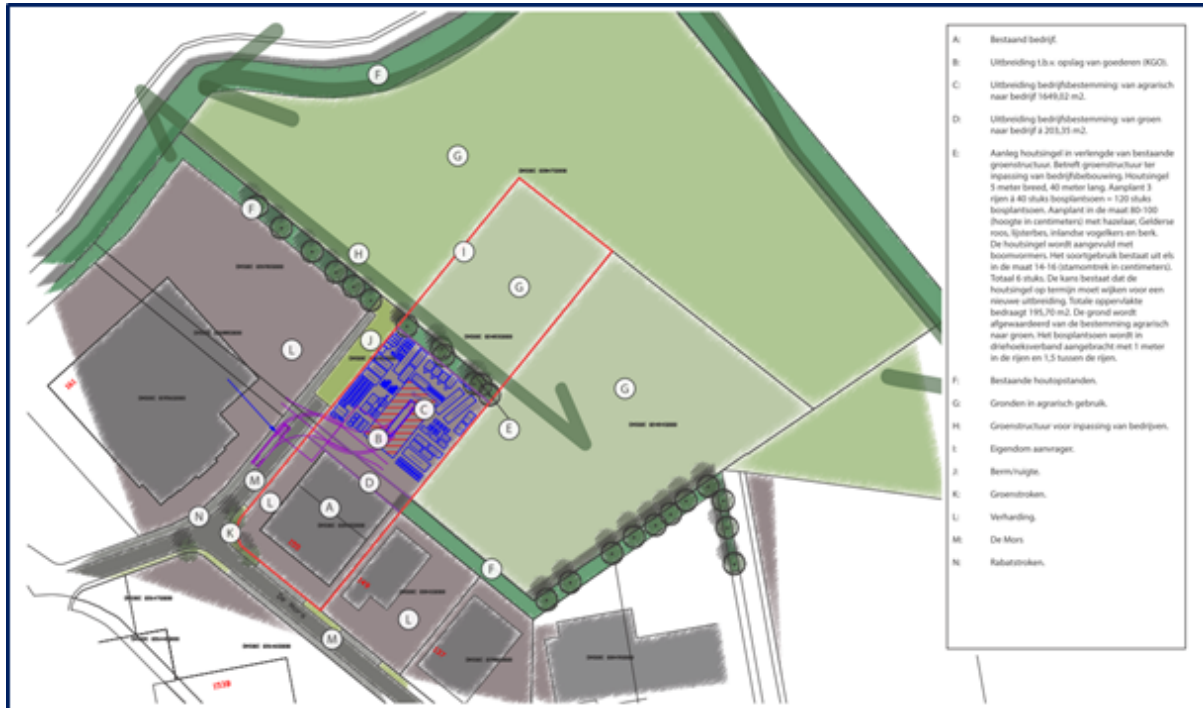 A: Bestaand bedrijf.
B: Uitbreiding t.b.v. opslag van goederen (KGO).
C: Uitbreiding bedrijfsbestemming: van agrarisch
naar bedrijf 1649,02 m2.
D: Uitbreiding bedrijfsbestemming: van groen
naar bedrijf á 203,35 m2.
E: Aanleg houtsingel in verlengde van bestaande
groenstructuur. Betreft groenstructuur ter
inpassing van bedrijfsbebouwing. Houtsingel
5 meter breed, 40 meter lang. Aanplant 3
rijen á 40 stuks bosplantsoen = 120 stuks
bosplantsoen. Aanplant in de maat 80-100
(hoogte in centimeters) met hazelaar, Gelderse
roos, lijsterbes, inlandse vogelkers en berk.
De houtsingel wordt aangevuld met
boomvormers. Het soortgebruik bestaat uit els
in de maat 14-16 (stamomtrek in centimeters).
Totaal 6 stuks. De kans bestaat dat de
houtsingel op termijn moet wijken voor een
nieuwe uitbreiding. Totale oppervlakte
bedraagt 195,70 m2. De grond wordt
afgewaardeerd van de bestemming agrarisch
naar groen. Het bosplantsoen wordt in
driehoeksverband aangebracht met 1 meter
in de rijen en 1,5 tussen de rijen.
F: Bestaande houtopstanden.
G: Gronden in agrarisch gebruik.
H: Groenstructuur voor inpassing van bedrijven.
I: Eigendom aanvrager.
J: Berm/ruigte.
K: Groenstroken.
L: Verharding.
M: De Mors
N: Rabatstroken.
F
G
F
H
I
G
J
L
G
C
B
E
M
D
L
A
N
K
F
L
De Mors
M